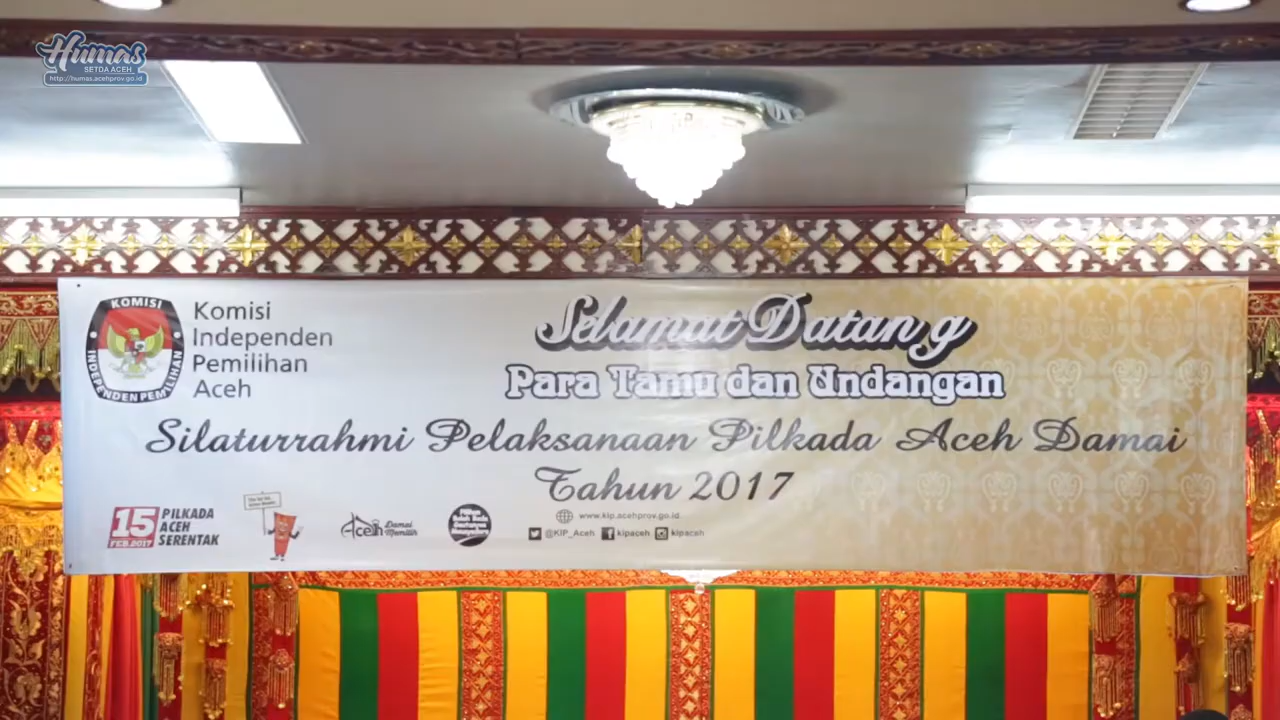 Humas
SETDA ACEH
http://humas.acehprov.go.id
KOMISI
INDEPENDEN PEMILIHAN
Komisi
Independen
Pemilihan
Aceh
Selamat Datang
Para Tamu dan Undangan
Silaturrahmi Pelaksanaan Pilkada Aceh Damai
Tahun 2017
15
FEB.2017
PILKADA
ACEH
SERENTAK
Aceh
Damai
Memilih
www.kip.acehprov.go.id
@KIP_Aceh
kipaceh
kipaceh